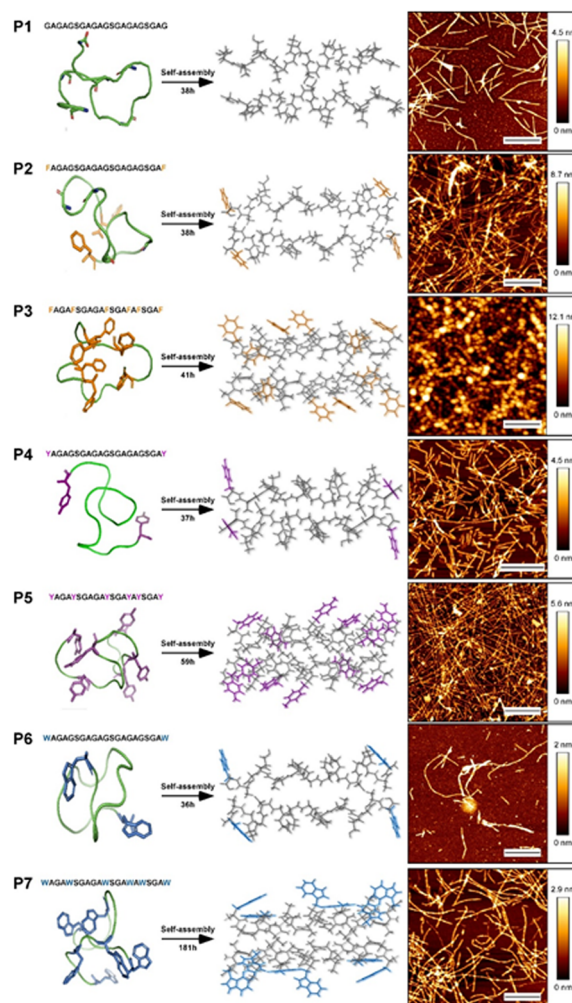 P1 GAGAGSGAGAGSGAGAGSGAG
Self-assembly
38h
4.5 nm
0 nm
P2 FAGAGSGAGAGSGAGAGSGAF
Self-assembly
38h
8.7 nm
0 nm
P3 FAGAFSGAGAFSGAFAFSGAF
Self-assembly
41h
12.1 nm
0 nm
P4 YAGAGSGAGAGSGAGAGSGAY
Self-assembly
37h
4.5 nm
0 nm
P5 YAGAYSGAGAYSGAYAYSGAY
Self-assembly
59h
5.6 nm
0 nm
P6 WAGAGSGAGAGSGAGAGSGAW
Self-assembly
36h
2 nm
0 nm
P7 WAGAWSGAGAWSGAWAWSGAW
Self-assembly
181h
2.9 nm
0 nm